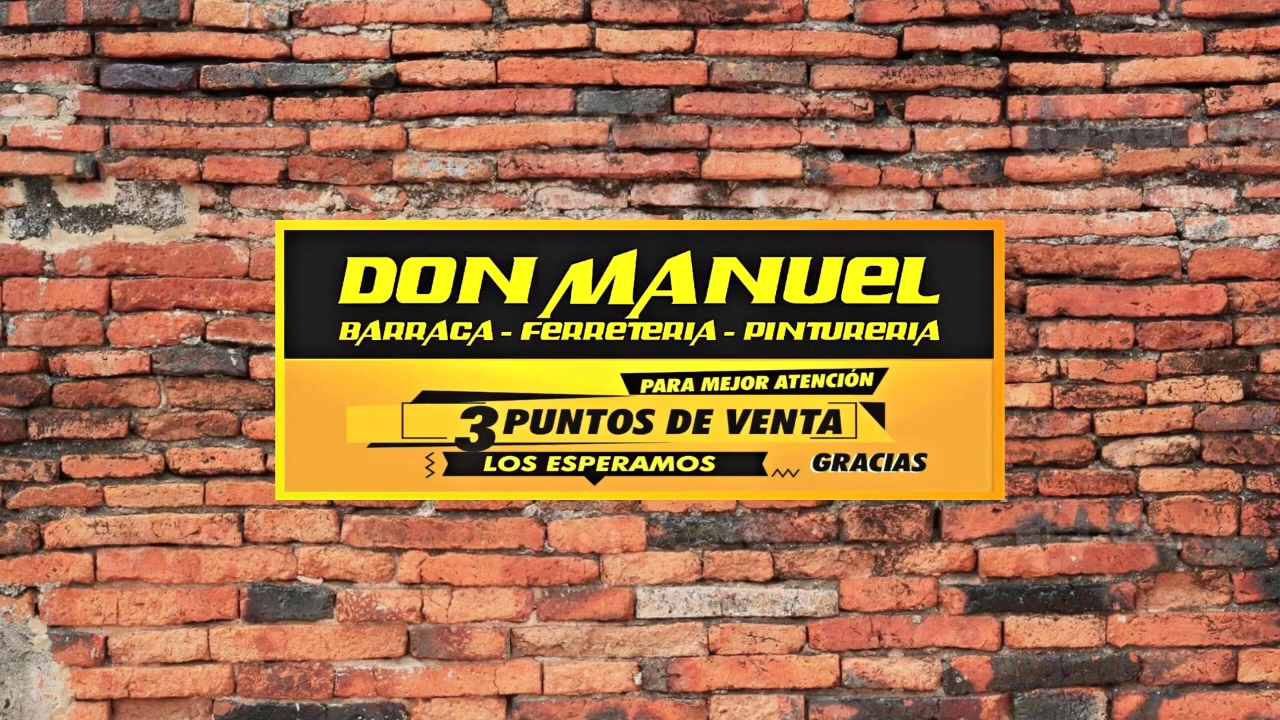 DON MANUEL
BARRACA - FERRETERIA - PINTURERIA
PARA MEJOR ATENCIÓN
3 PUNTOS DE VENTA
LOS ESPERAMOS
GRACIAS